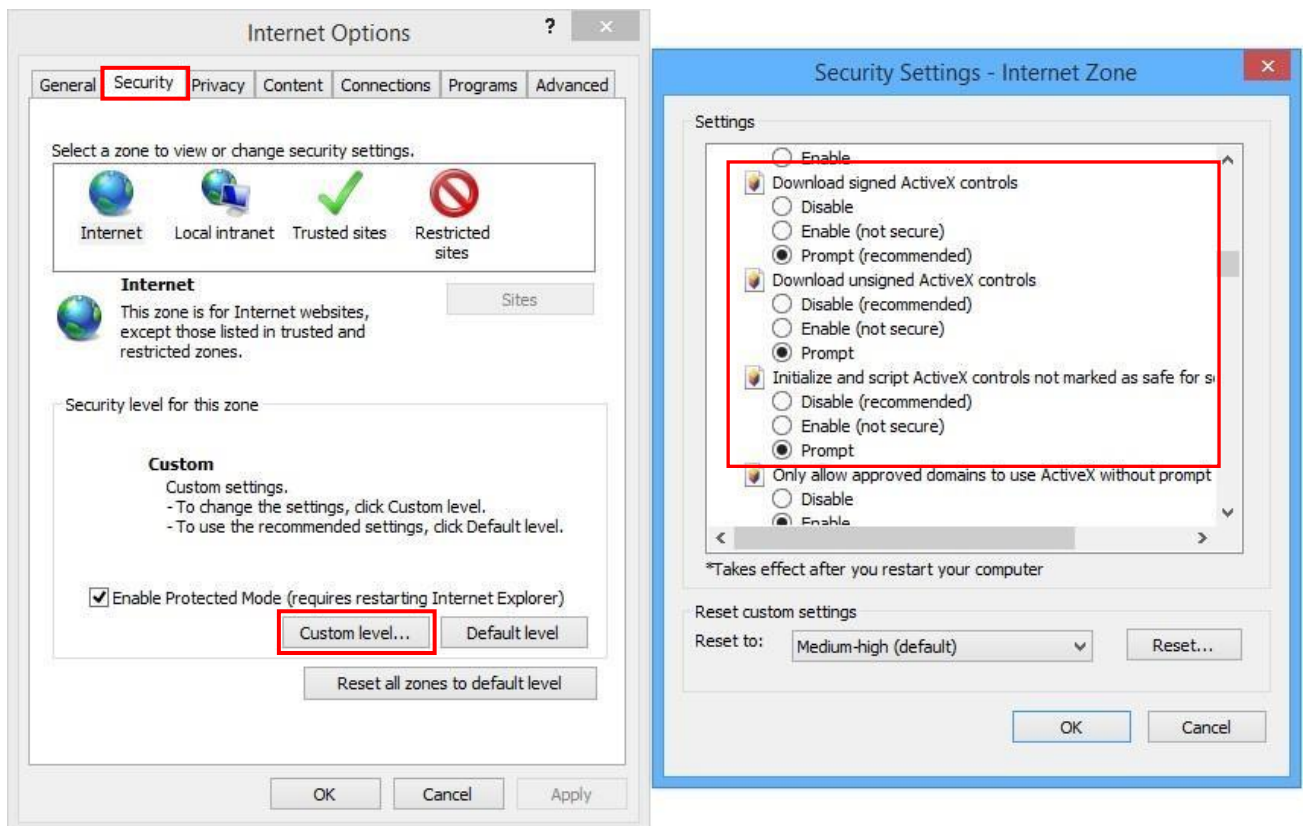 Internet Options
?
×
General Security Privacy Content Connections Programs Advanced
Select a zone to view or change security settings.
Internet Local intranet Trusted sites Restricted
sites
Internet
This zone is for Internet websites,
except those listed in trusted and
restricted zones.
Sites
Security level for this zone
Custom
Custom settings.
- To change the settings, click Custom level.
- To use the recommended settings, click Default level.
Enable Protected Mode (requires restarting Internet Explorer)
Custom level... Default level
Reset all zones to default level
OK Cancel Apply
Security Settings - Internet Zone
×
Settings
Enable
Download signed ActiveX controls
Disable
Enable (not secure)
Prompt (recommended)
Download unsigned ActiveX controls
Disable (recommended)
Enable (not secure)
Prompt
Initialize and script ActiveX controls not marked as safe for s
Disable (recommended)
Enable (not secure)
Prompt
Only allow approved domains to use ActiveX without prompt
Disable
Enable
*Takes effect after you restart your computer
Reset custom settings
Reset to: Medium-high (default) Reset...
OK Cancel